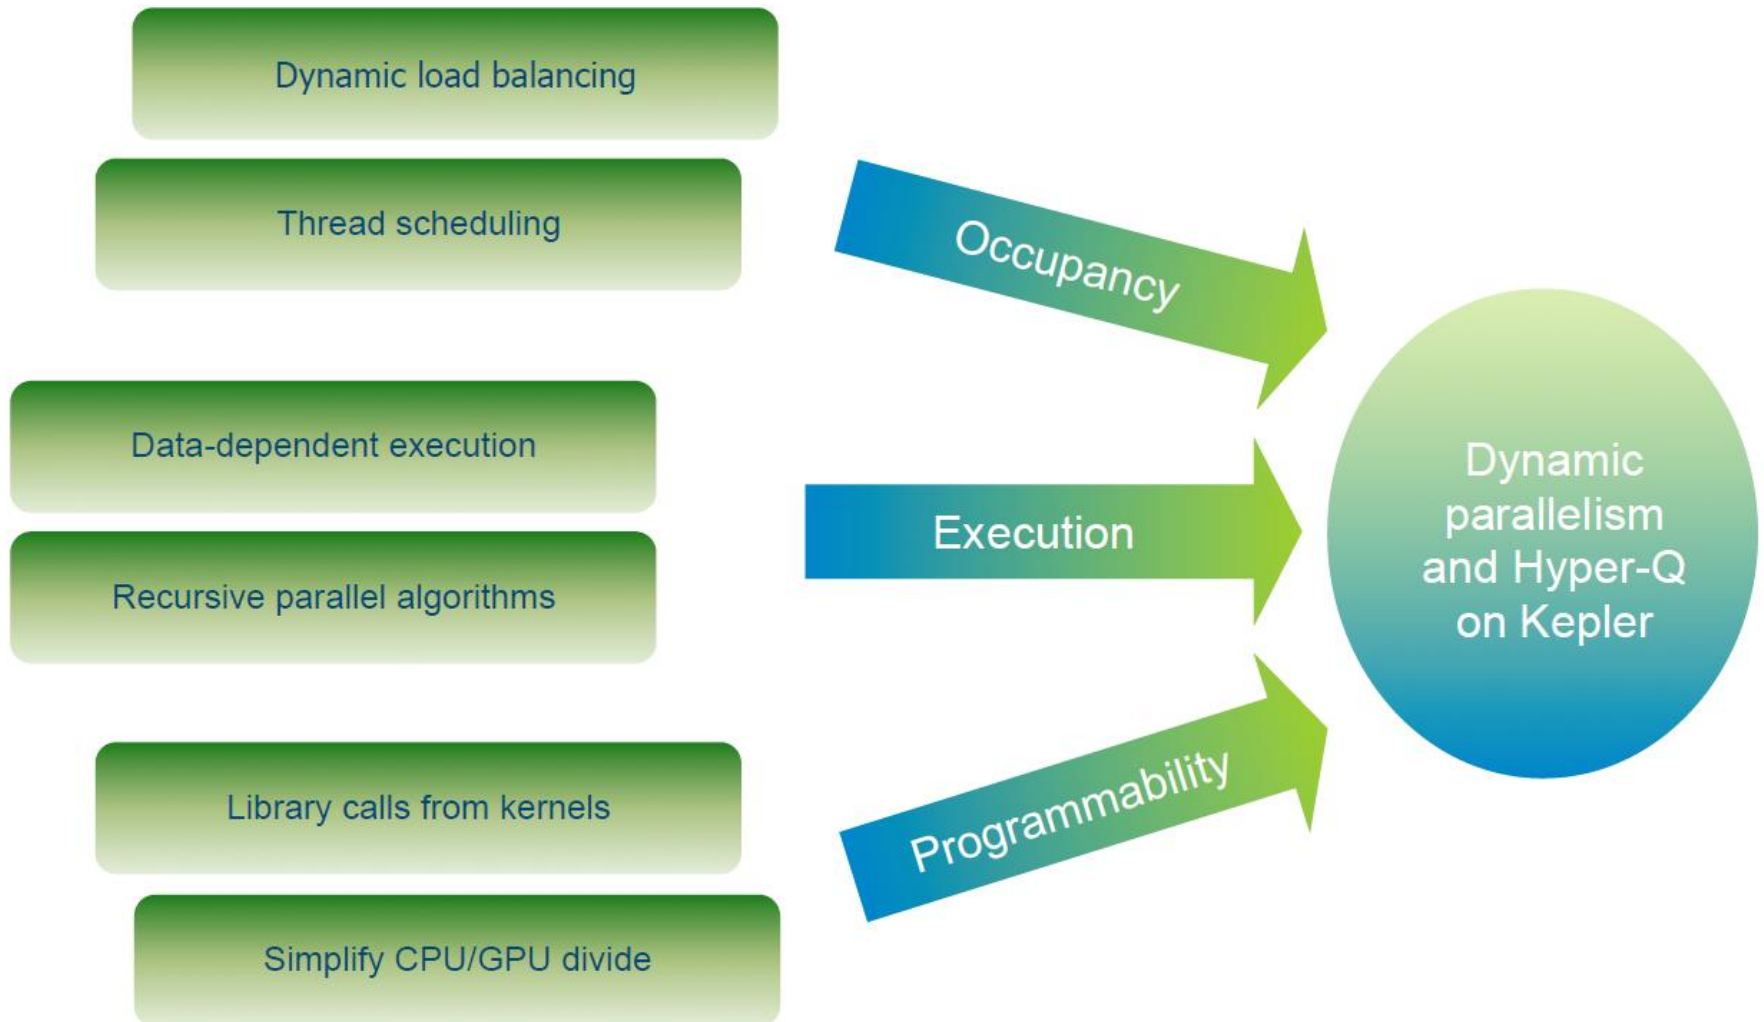 Dynamic load balancing
Thread scheduling
Occupancy
Data-dependent execution
Recursive parallel algorithms
Execution
Library calls from kernels
Simplify CPU/GPU divide
Programmability
Dynamic
parallelism
and Hyper-Q
on Kepler